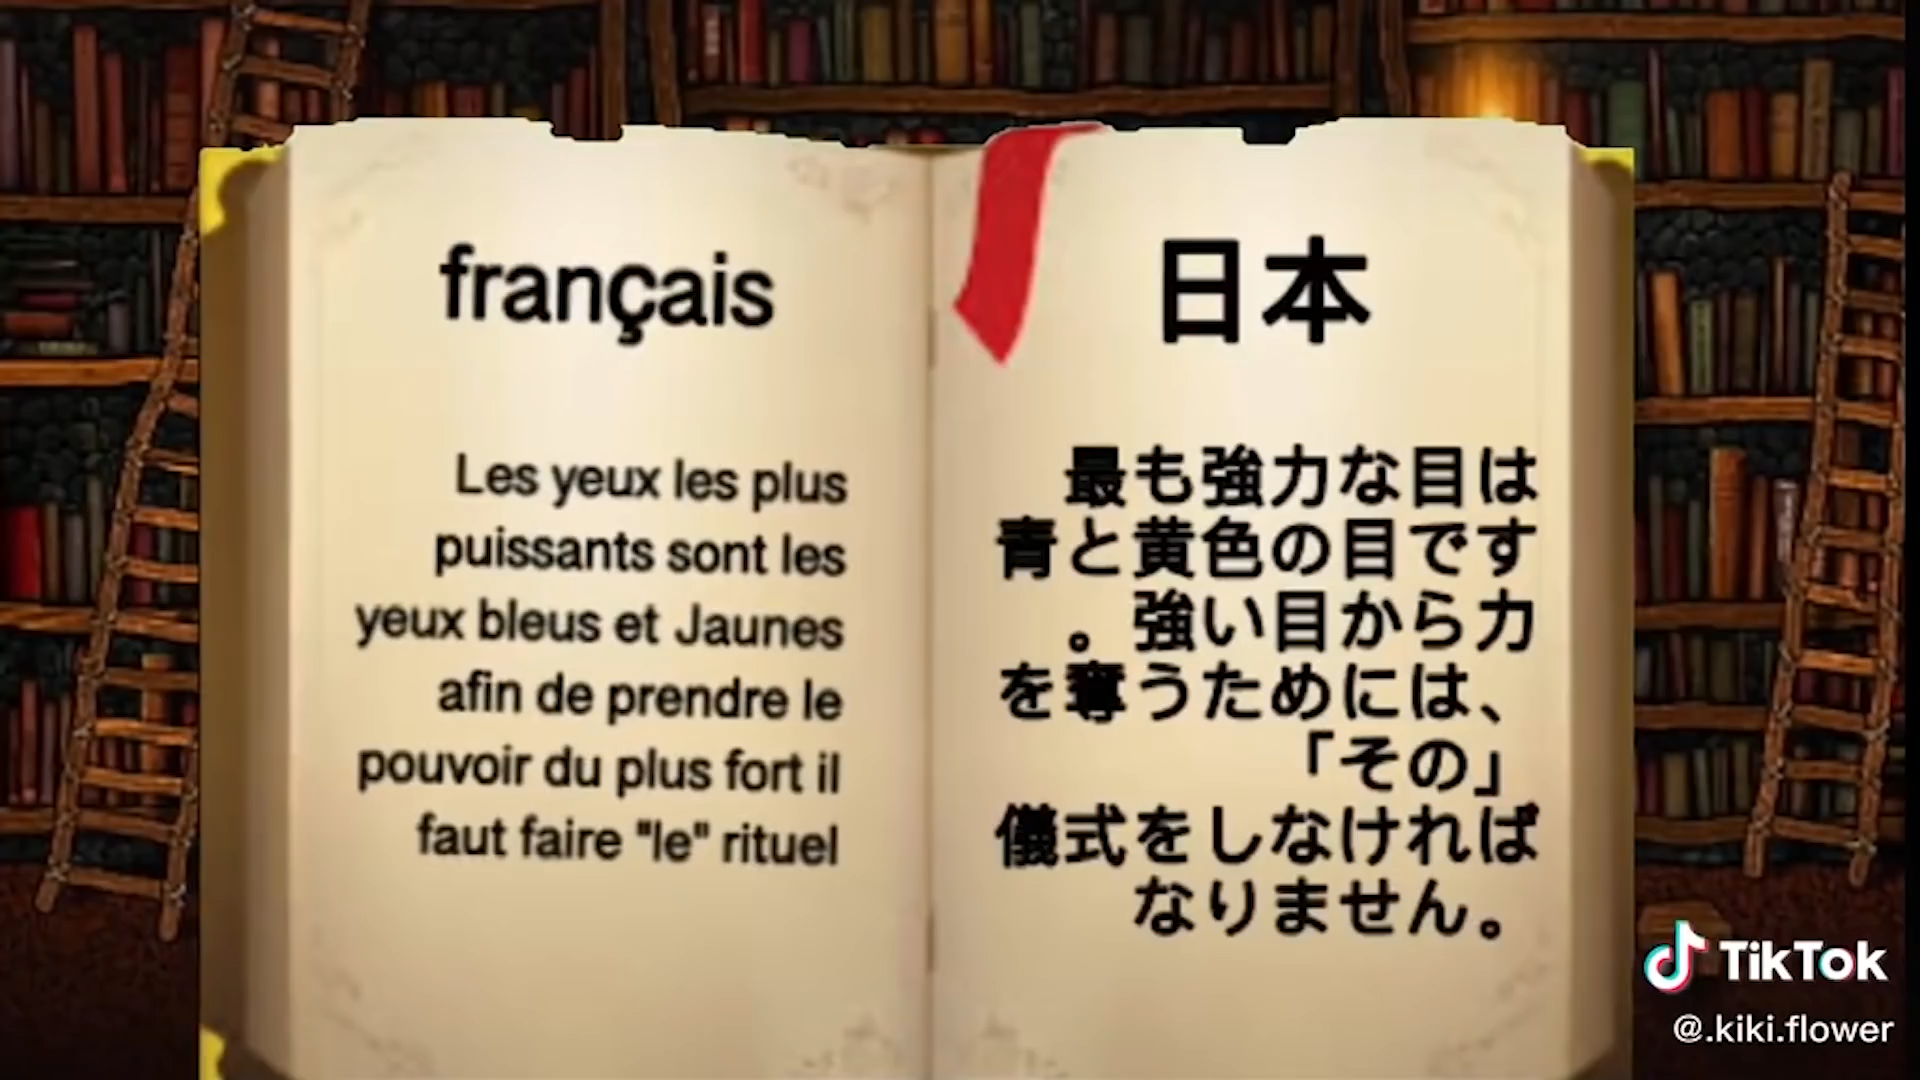 français
Les yeux les plus
puissants sont les
yeux bleus et Jaunes
afin de prendre le
pouvoir du plus fort il
faut faire "le" rituel
日本
最も強力な目は
青と黄色の目です
。強い目から力
を奪うためには、
「その」
儀式をしなければ
なりません。
TikTok
@.kiki.flower